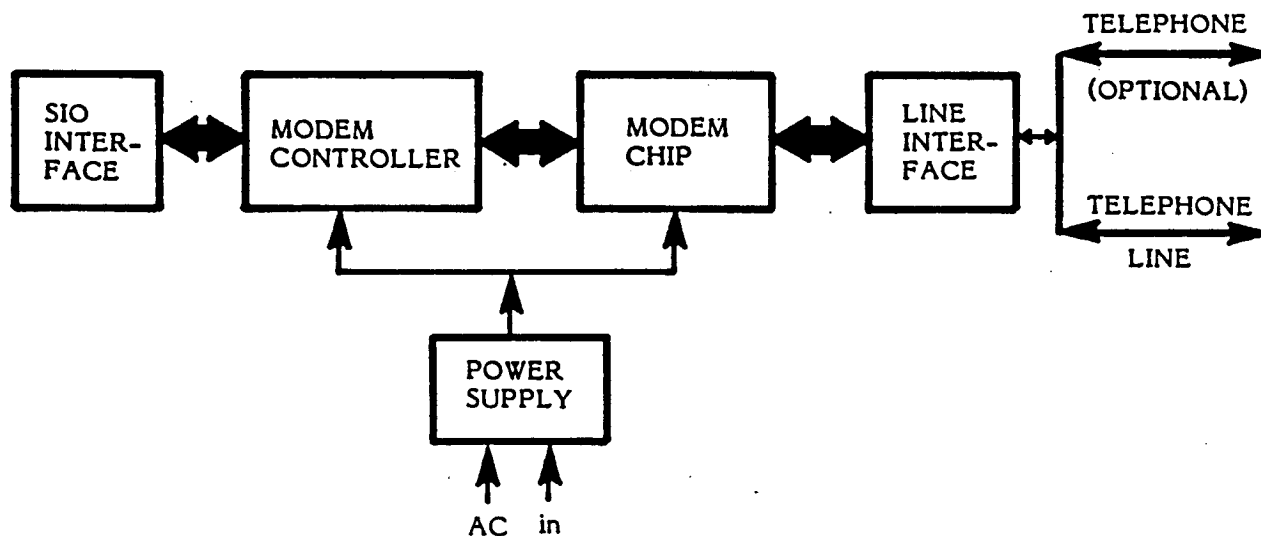 TELEPHONE
(OPTIONAL)
SIO
INTER-
FACE
MODEM
CONTROLLER
MODEM
CHIP
LINE
INTER-
FACE
TELEPHONE
LINE
POWER
SUPPLY
AC in